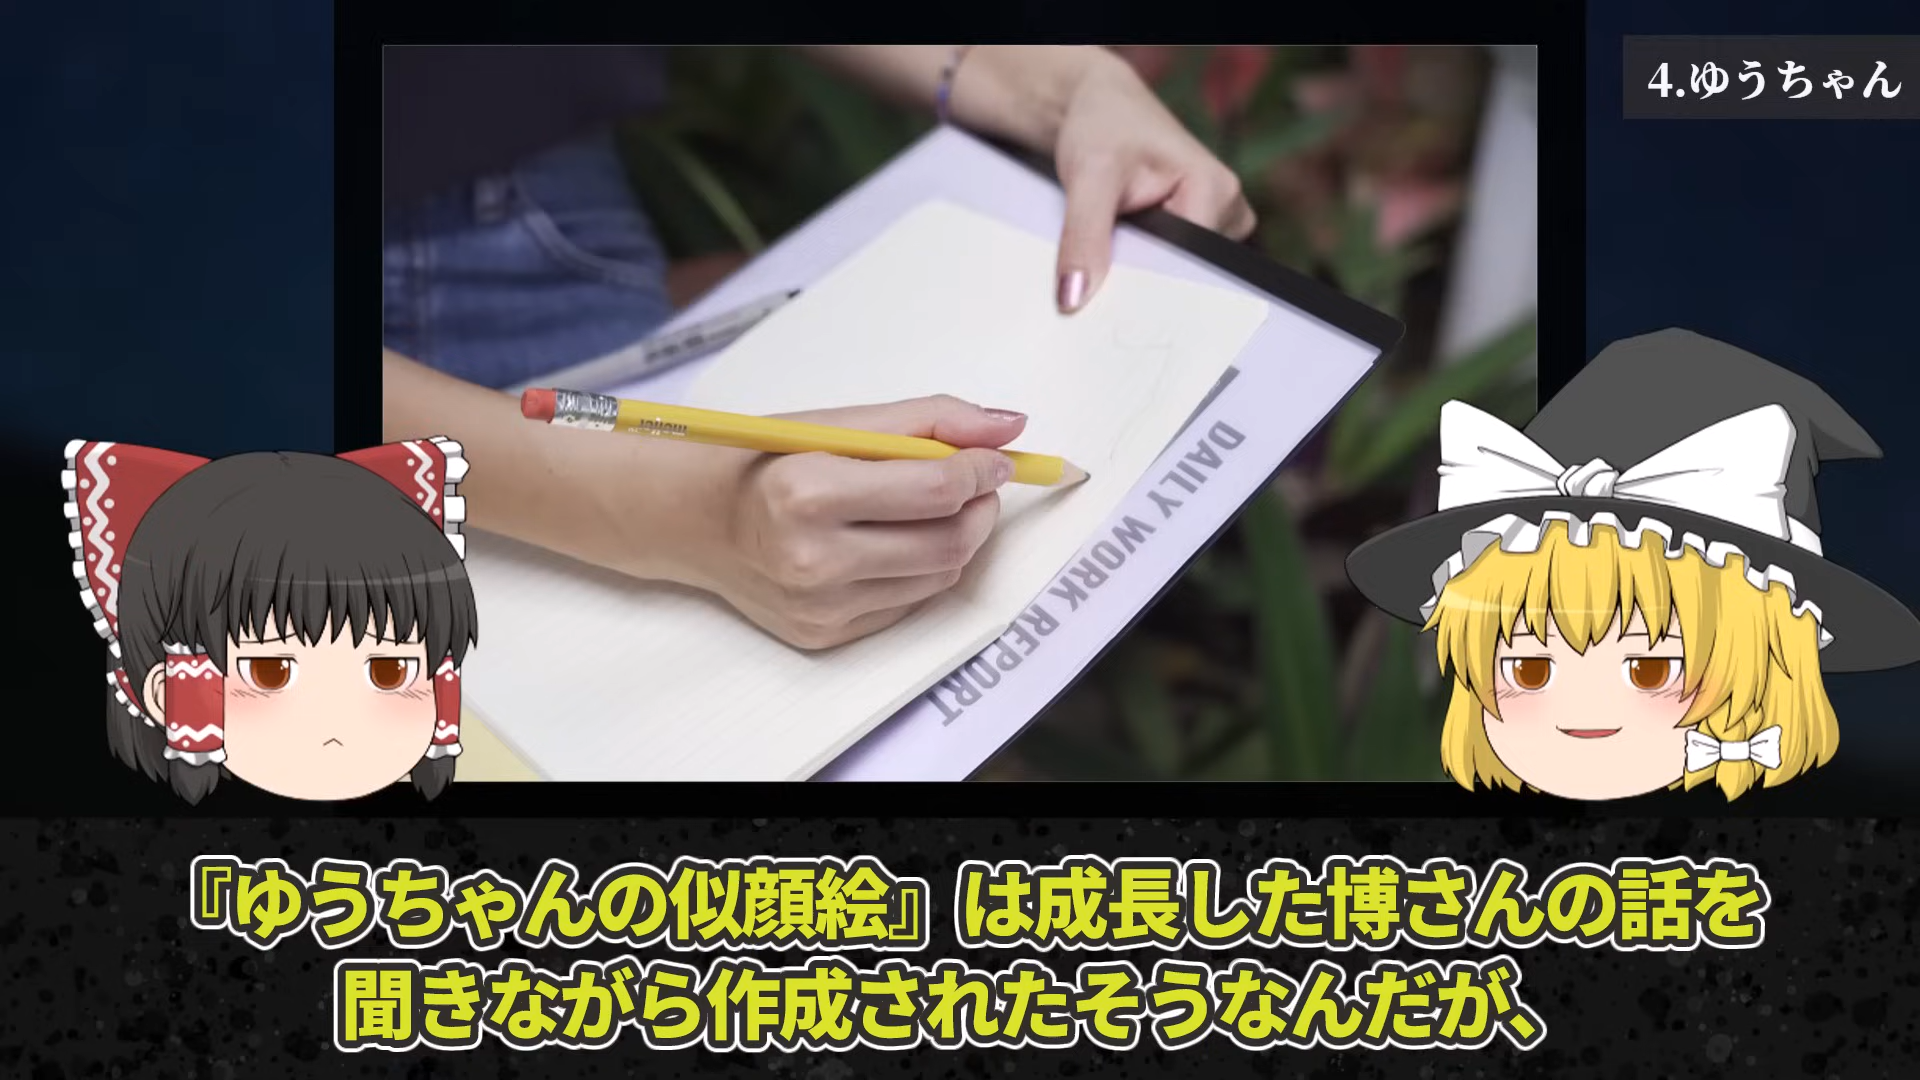 4.ゆうちゃん
DAILY WORK REPORT
『ゆうちゃんの似顔絵』は成長した博さんの話を
聞きながら作成されたそうなんだが、